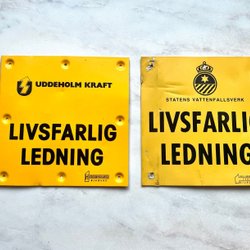 UDDEHOLM KRAFT
LIVSFARLIG
LEDNING
STATENS VATTENFALLSVERK
LIVSFARLIG
LEDNING